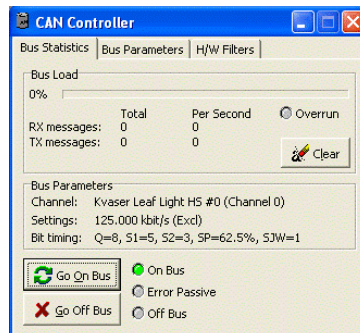 CAN Controller
Bus Statistics Bus Parameters H/W Filters
Bus Load
0%
Total Per Second Overrun
RX messages: 0 0
TX messages: 0 0
Clear
Bus Parameters
Channel: Kvaser Leaf Light HS #0 (Channel 0)
Settings: 125.000 kbit/s (Excl)
Bit timing: Q=8, S1=5, S2=3, SP=62.5%, SJW=1
Go On Bus On Bus
Error Passive
Go Off Bus Off Bus